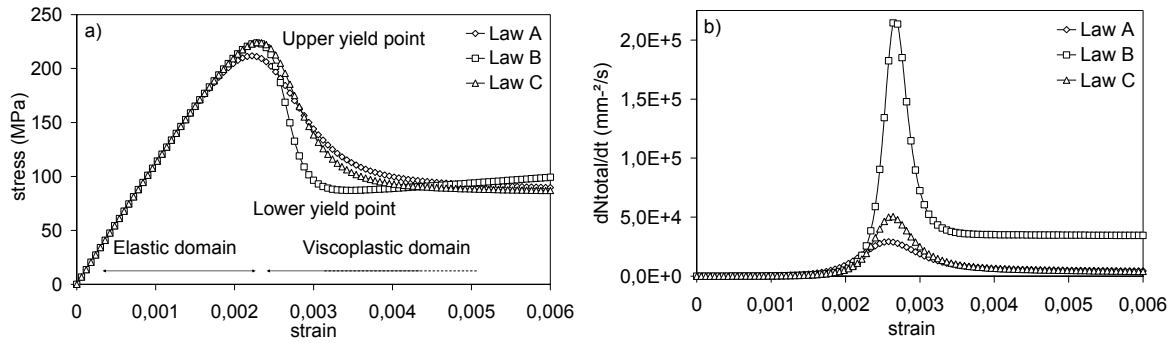 a)
250
200
150
100
50
0
stress (MPa)
Upper yield point
Law A
Law B
Law C
Lower yield point
Elastic domain
Viscoplastic domain
0 0,001 0,002 0,003 0,004 0,005 0,006
strain
b)
2,0E+5
1,5E+5
1,0E+5
5,0E+4
0,0E+0
dNtotal/dt (mm-²/s)
Law A
Law B
Law C
0 0,001 0,002 0,003 0,004 0,005 0,006
strain